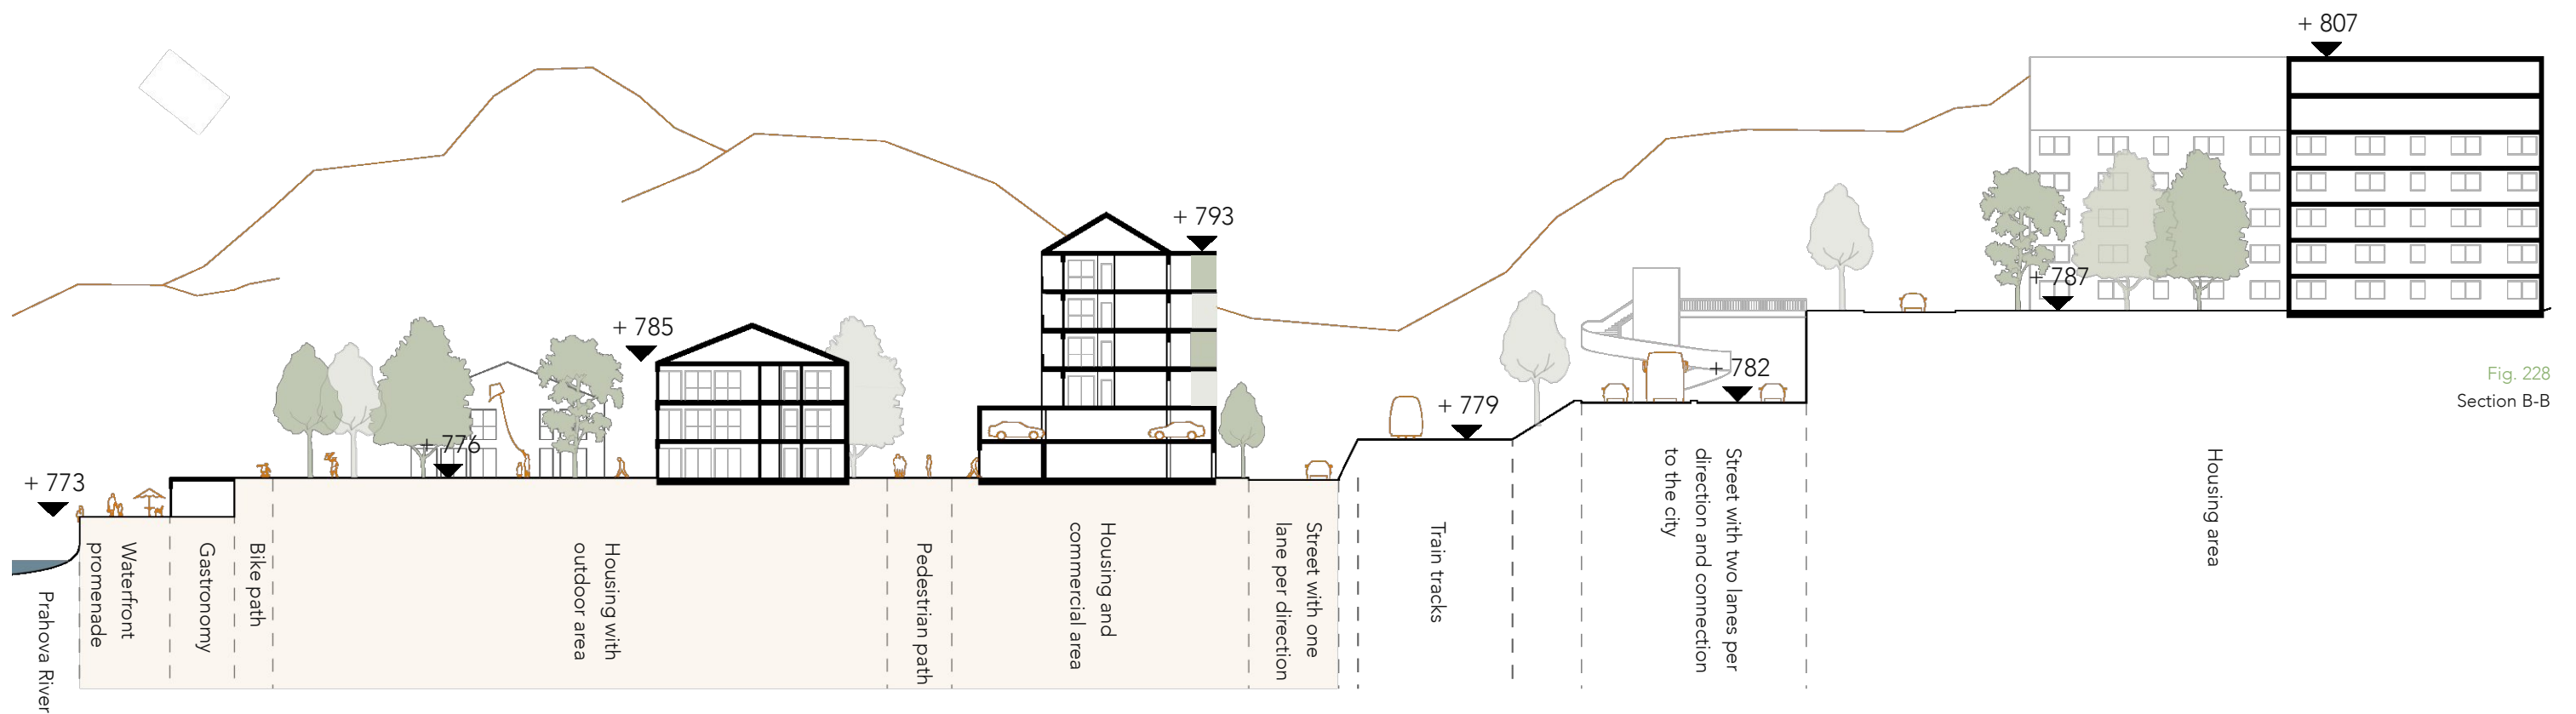 + 807
+ 793
+ 787
+ 785
+ 782
Fig. 228
Section B-B
+ 779
+ 776
+ 773
Prahova River
Waterfront
promenade
Gastronomy
Bike path
Housing with
outdoor area
Pedestrian path
Housing and
commercial area
Street with one
lane per direction
Train tracks
Street with two lanes per
direction and connection
to the city
Housing area